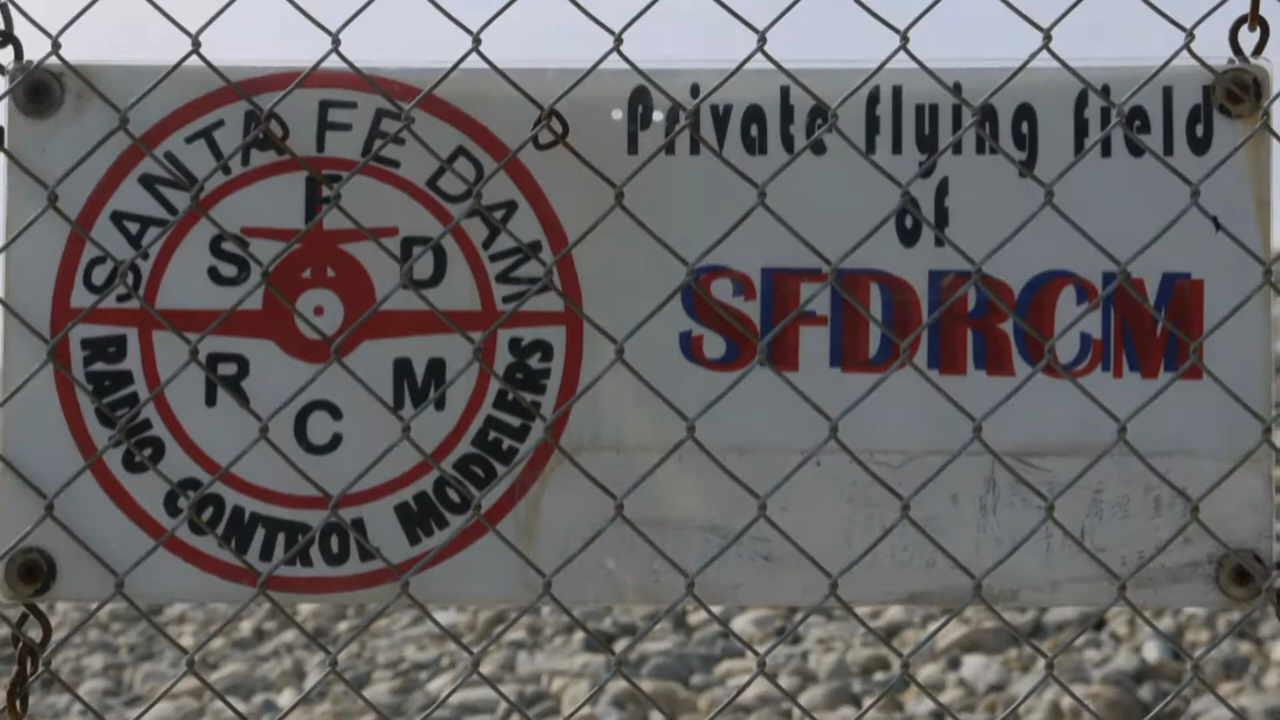 SANTA FE DAM
F
S D
R M
C
RADIO CONTROL MODELERS
Private flying field
of
SFDRCM